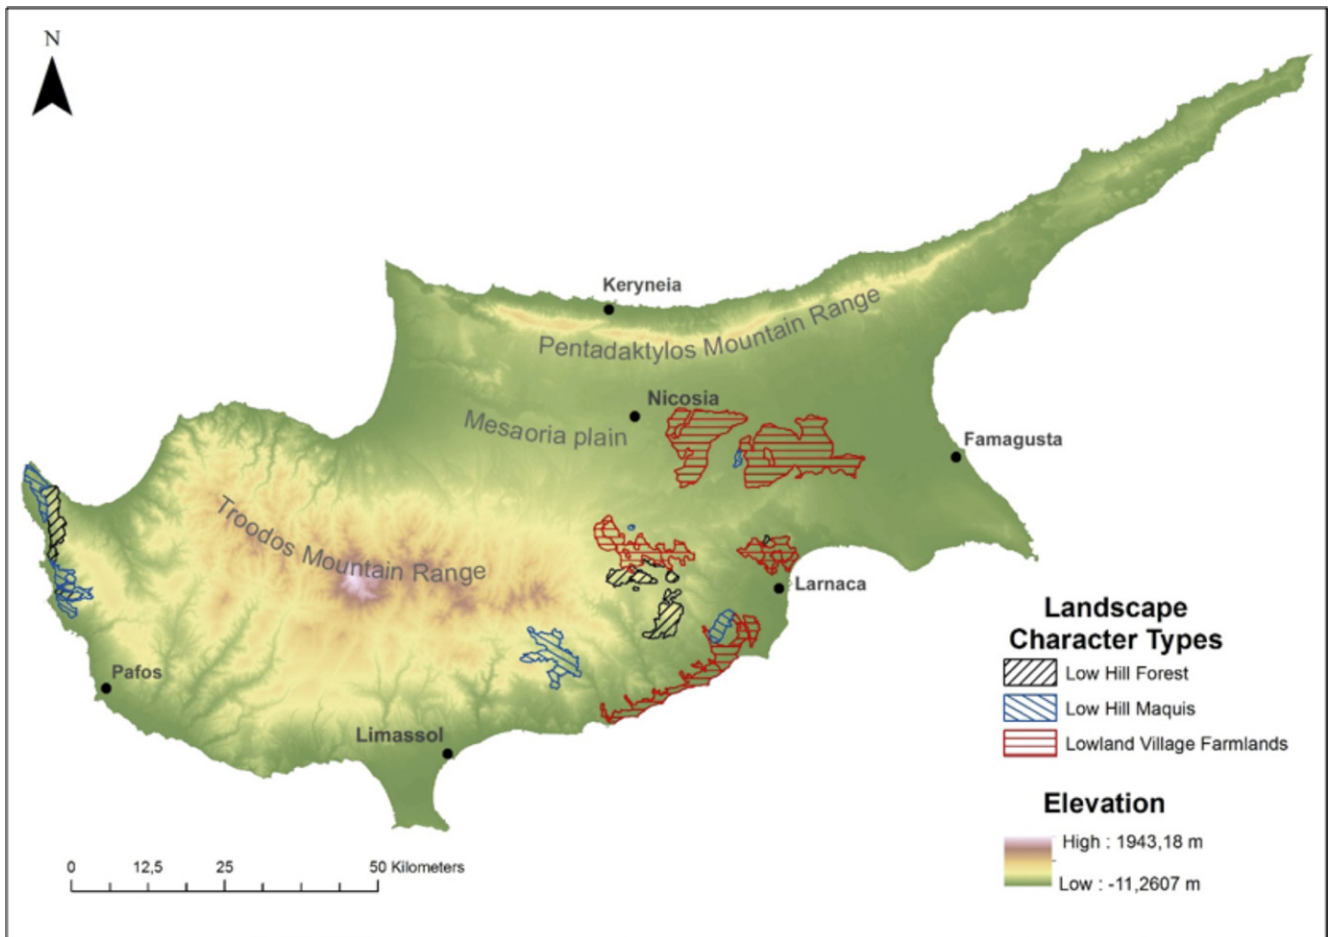 N
Keryneia
Pentadaktylos Mountain Range
Nicosia
Mesaoria plain
Famagusta
Troodos Mountain Range
Larnaca
Pafos
Limassol
Landscape
Character Types
Low Hill Forest
Low Hill Maquis
Lowland Village Farmlands
Elevation
High : 1943,18 m
Low : -11,2607 m
0 12,5 25 50 Kilometers